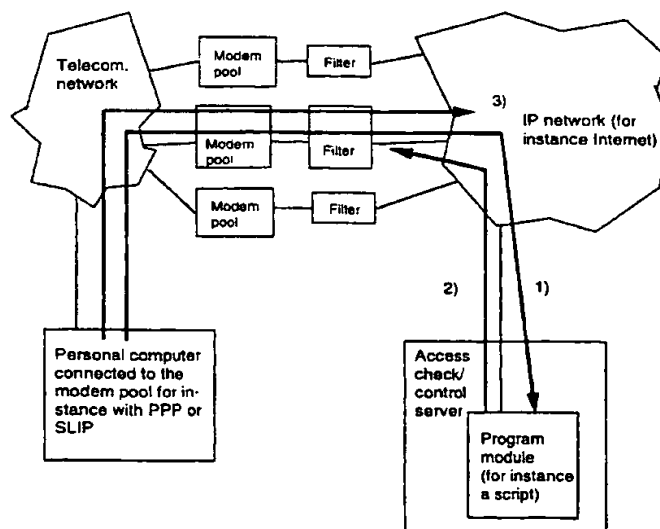 Telecom.
network
Modem
pool
Filter
3)
IP network (for
instance Internet)
Modem
pool
Filter
Modem
pool
Filter
2)
1)
Personal computer
connected to the
modem pool for in-
stance with PPP or
SLIP
Access
check/
control
server
Program
module
(for instance
a script)